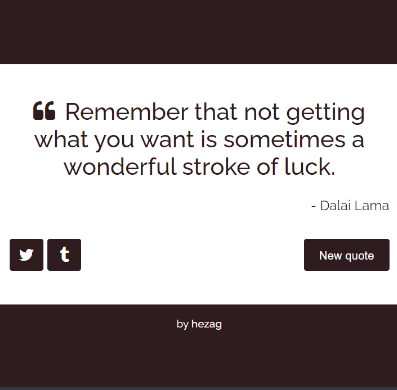 ❝ Remember that not getting
what you want is sometimes a
wonderful stroke of luck.
- Dalai Lama
New quote
by hezag